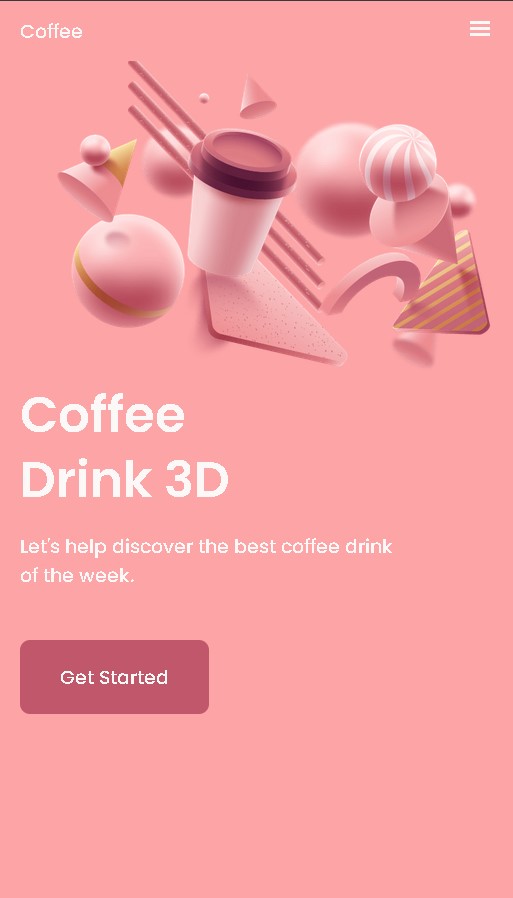 Coffee
Coffee
Drink 3D
Let's help discover the best coffee drink
of the week.
Get Started